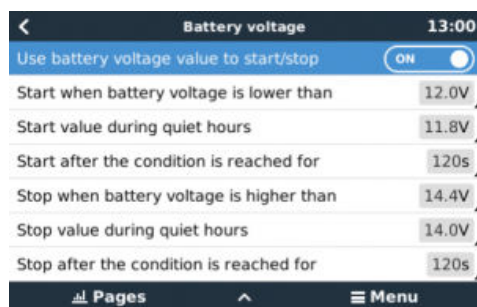 Battery voltage 13:00
Use battery voltage value to start/stop ON
Start when battery voltage is lower than 12.0V
Start value during quiet hours 11.8V
Start after the condition is reached for 120s
Stop when battery voltage is higher than 14.4V
Stop value during quiet hours 14.0V
Stop after the condition is reached for 120s
Pages Menu